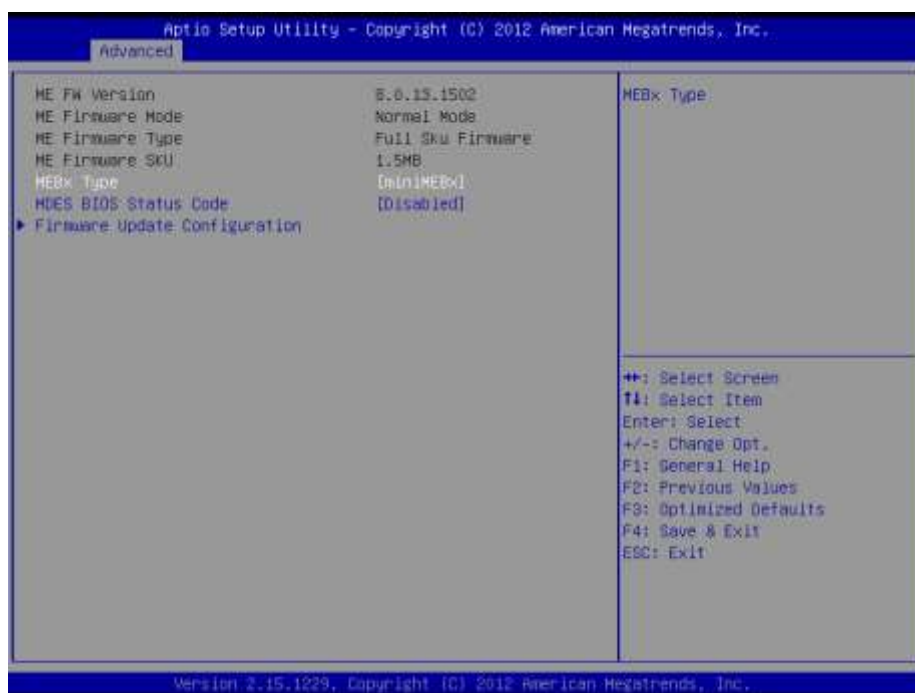 Aptio Setup Utility - Copyright (C) 2012 American Megatrends, Inc.
Advanced
ME FW Version 8.0.13.1502
ME Firmware Mode Normal Mode
ME Firmware Type Full Sku Firmware
ME Firmware SKU 1.5MB
MEBx Type [miniMEBx]
MDES BIOS Status Code [Disabled]
Firmware Update Configuration
MEBx Type
: Select Screen
: Select Item
Enter: Select
+/-: Change Opt.
F1: General Help
F2: Previous Values
F3: Optimized Defaults
F4: Save & Exit
ESC: Exit
Version 2.15.1229. Copyright (C) 2012 American Megatrends, Inc.